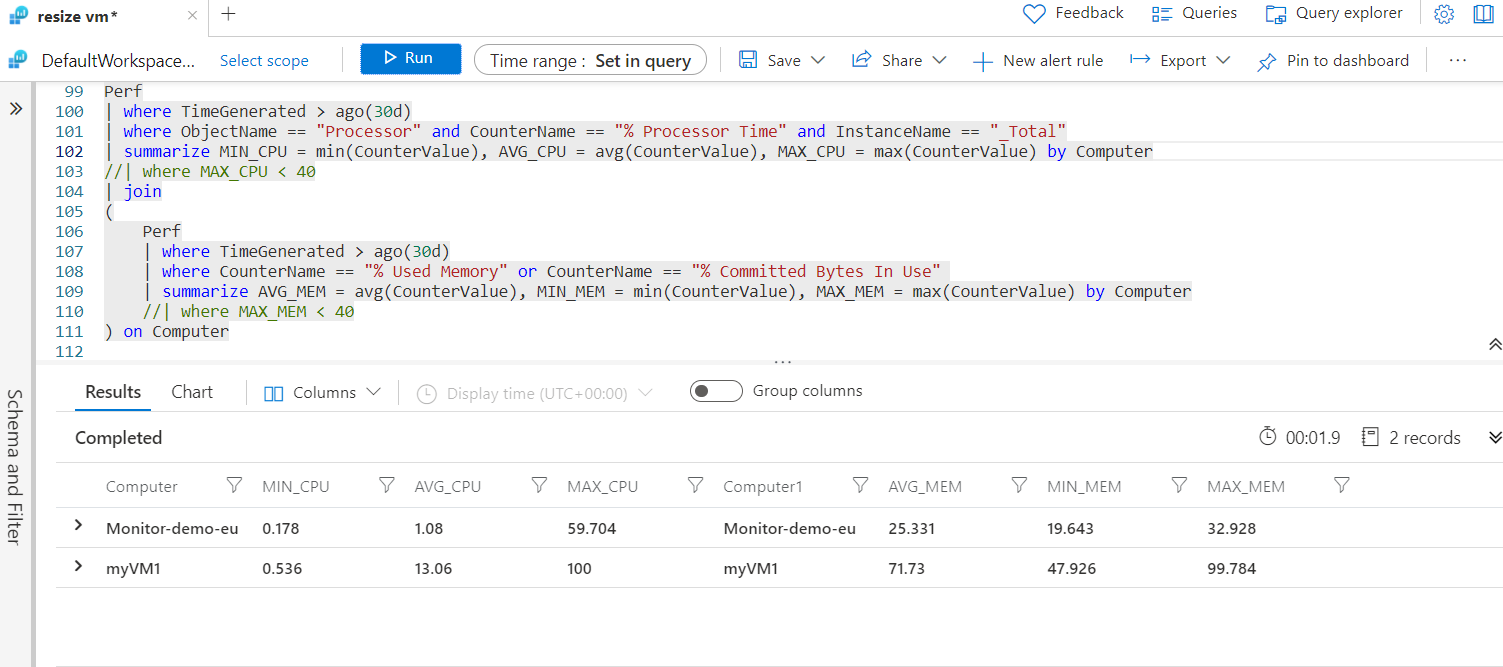 resize vm*
Feedback
Queries
Query explorer
DefaultWorkspace...
Select scope
Run
Time range : Set in query
Save
Share
New alert rule
Export
Pin to dashboard
...
99 Perf
100 | where TimeGenerated > ago(30d)
101 | where ObjectName == "Processor" and CounterName == "% Processor Time" and InstanceName == "_Total"
102 | summarize MIN_CPU = min(CounterValue), AVG_CPU = avg(CounterValue), MAX_CPU = max(CounterValue) by Computer
103 //| where MAX_CPU < 40
104 | join
105 (
106 Perf
107 | where TimeGenerated > ago(30d)
108 | where CounterName == "% Used Memory" or CounterName == "% Committed Bytes In Use"
109 | summarize AVG_MEM = avg(CounterValue), MIN_MEM = min(CounterValue), MAX_MEM = max(CounterValue) by Computer
110 //| where MAX_MEM < 40
111 ) on Computer
112
Schema and Filter
Results
Chart
Columns
Display time (UTC+00:00)
Group columns
Completed
00:01.9
2 records
Computer MIN_CPU AVG_CPU MAX_CPU Computer1 AVG_MEM MIN_MEM MAX_MEM
Monitor-demo-eu 0.178 1.08 59.704 Monitor-demo-eu 25.331 19.643 32.928
myVM1 0.536 13.06 100 myVM1 71.73 47.926 99.784